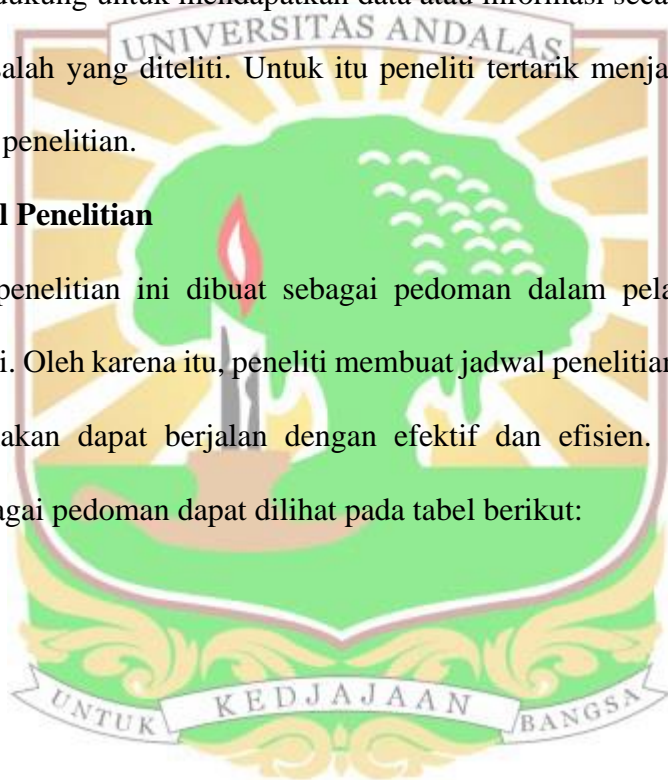 dukung untuk mendapatkan data atau informasi seca
UNIVERSITAS ANDALAS
salah yang diteliti. Untuk itu peneliti tertarik menja
penelitian.
l Penelitian
penelitian ini dibuat sebagai pedoman dalam pela
i. Oleh karena itu, peneliti membuat jadwal penelitian
akan dapat berjalan dengan efektif dan efisien.
agai pedoman dapat dilihat pada tabel berikut:
UNTUK KEDJAJAAN BANGSA